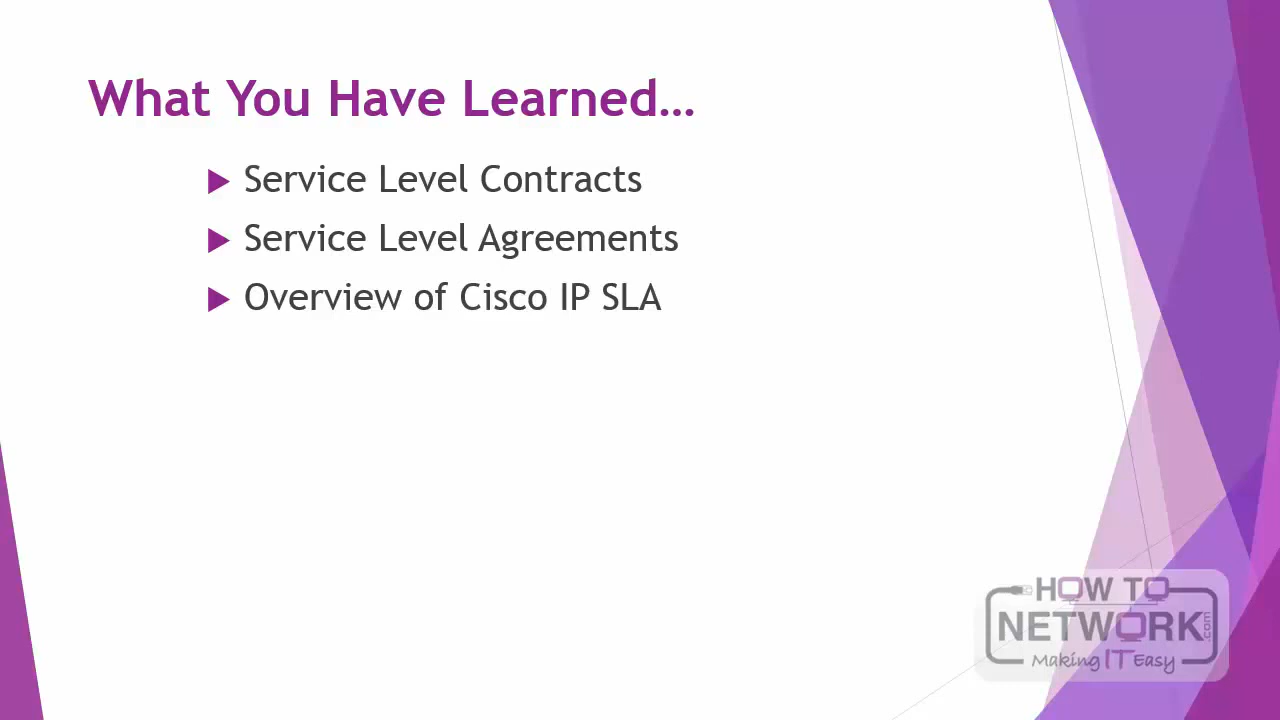 What You Have Learned…
Service Level Contracts
Service Level Agreements
Overview of Cisco IP SLA
HOW TO
NETWORK.com
Making IT Easy